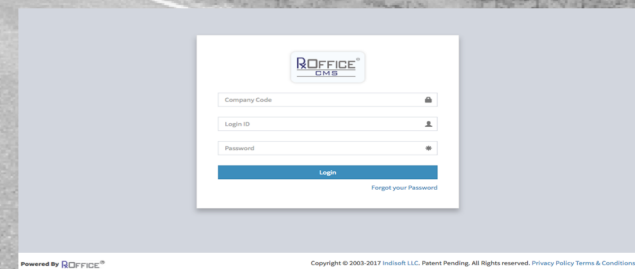 RxOFFICE®
CMS
Company Code
Login ID
Password
Login
Forgot your Password
Powered By RxOFFICE® Copyright © 2003-2017 Indisoft LLC. Patent Pending. All Rights reserved. Privacy Policy Terms & Conditions